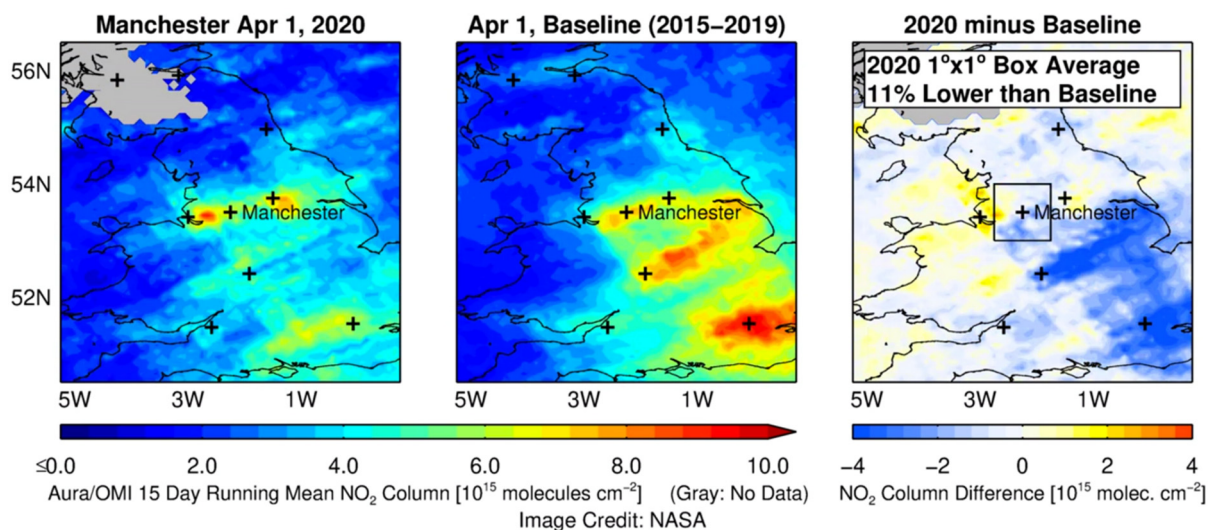 Manchester Apr 1, 2020
Apr 1, Baseline (2015−2019)
2020 minus Baseline
2020 1°x1° Box Average
11% Lower than Baseline
56N
54N
52N
Manchester
Manchester
Manchester
5W 3W 1W
5W 3W 1W
5W 3W 1W
≤0.0 2.0 4.0 6.0 8.0 10.0
−4 −2 0 2 4
Aura/OMI 15 Day Running Mean NO₂ Column [10¹⁵ molecules cm⁻²] (Gray: No Data)
NO₂ Column Difference [10¹⁵ molec. cm⁻²]
Image Credit: NASA